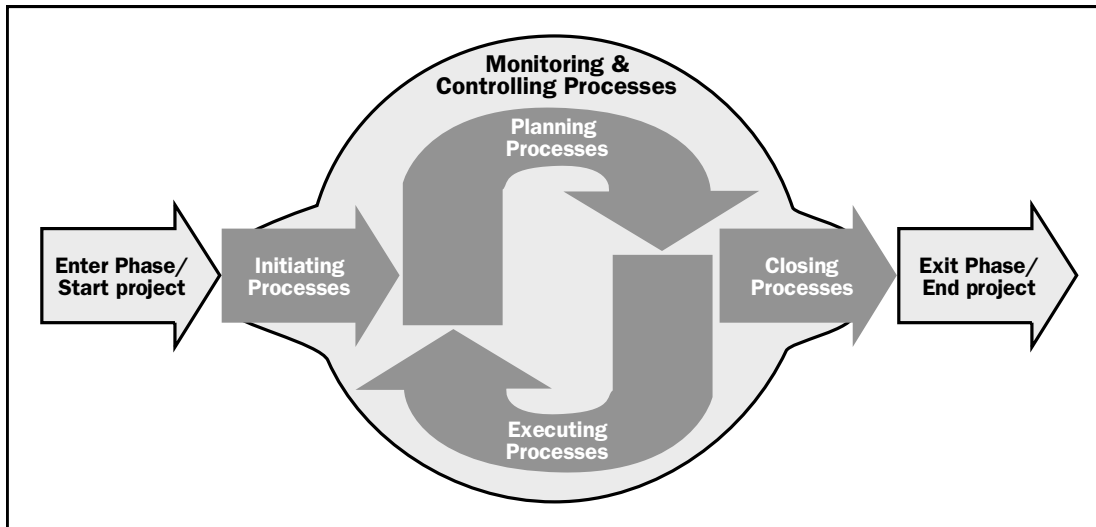 Monitoring &
Controlling Processes
Planning
Processes
Enter Phase/
Start project
Initiating
Processes
Closing
Processes
Exit Phase/
End project
Executing
Processes